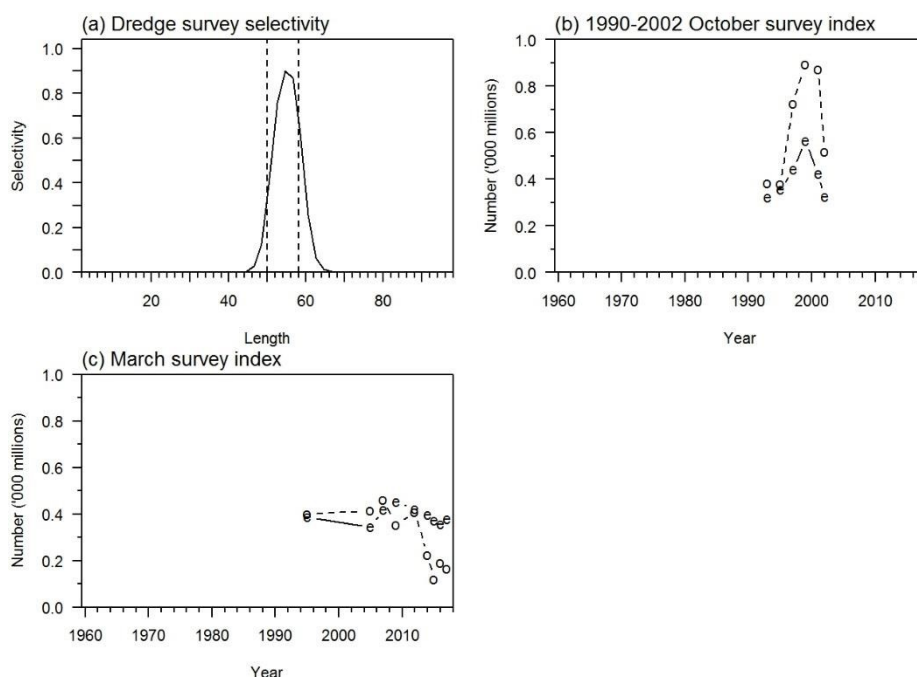 (a) Dredge survey selectivity
1.0
0.8
0.6
0.4
0.2
0.0
Selectivity
20 40 60 80
Length
(b) 1990-2002 October survey index
1.0
0.8
0.6
0.4
0.2
0.0
Number ('000 millions)
o o o o o o
e e e e e e
1960 1970 1980 1990 2000 2010
Year
(c) March survey index
1.0
0.8
0.6
0.4
0.2
0.0
Number ('000 millions)
o o o o o o o o o
e e e e e e e e e
1960 1970 1980 1990 2000 2010
Year